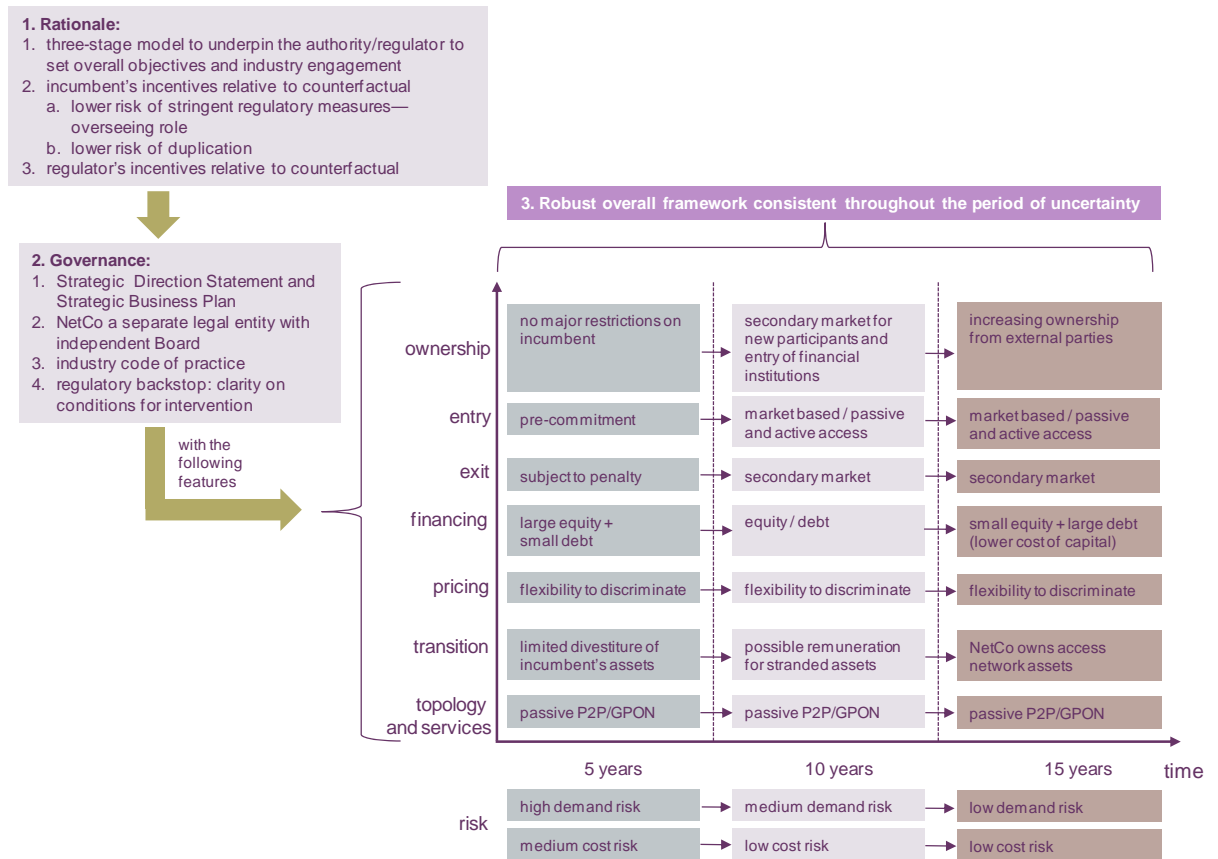 1. Rationale:
1. three-stage model to underpin the authority/regulator to
set overall objectives and industry engagement
2. incumbent's incentives relative to counterfactual
a. lower risk of stringent regulatory measures—
overseeing role
b. lower risk of duplication
3. regulator's incentives relative to counterfactual
2. Governance:
1. Strategic Direction Statement and
Strategic Business Plan
2. NetCo a separate legal entity with
independent Board
3. industry code of practice
4. regulatory backstop: clarity on
conditions for intervention
with the
following
features
3. Robust overall framework consistent throughout the period of uncertainty
ownership
no major restrictions on
incumbent
secondary market for
new participants and
entry of financial
institutions
increasing ownership
from external parties
entry
pre-commitment
market based / passive
and active access
market based / passive
and active access
exit
subject to penalty
secondary market
secondary market
financing
large equity +
small debt
equity / debt
small equity + large debt
(lower cost of capital)
pricing
flexibility to discriminate
flexibility to discriminate
flexibility to discriminate
transition
limited divestiture of
incumbent's assets
possible remuneration
for stranded assets
NetCo owns access
network assets
topology
and services
passive P2P/GPON
passive P2P/GPON
passive P2P/GPON
5 years
10 years
15 years
time
risk
high demand risk
medium demand risk
low demand risk
medium cost risk
low cost risk
low cost risk